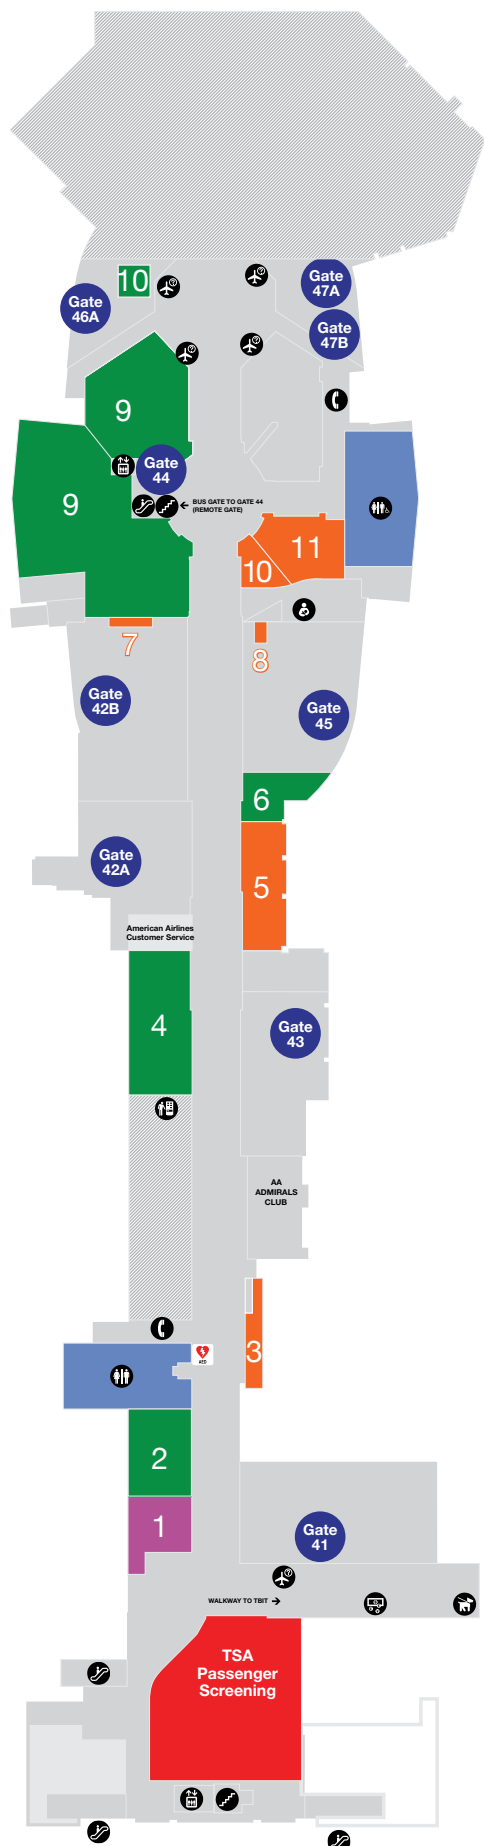 10
Gate
46A
Gate
47A
Gate
47B
9
Gate
44
9
BUS GATE TO GATE 44
(REMOTE GATE)
11
10
7
8
Gate
42B
Gate
45
6
Gate
42A
5
American Airlines
Customer Service
4
Gate
43
AA
ADMIRALS
CLUB
3
AED
2
1
Gate
41
WALKWAY TO TBIT
TSA
Passenger
Screening